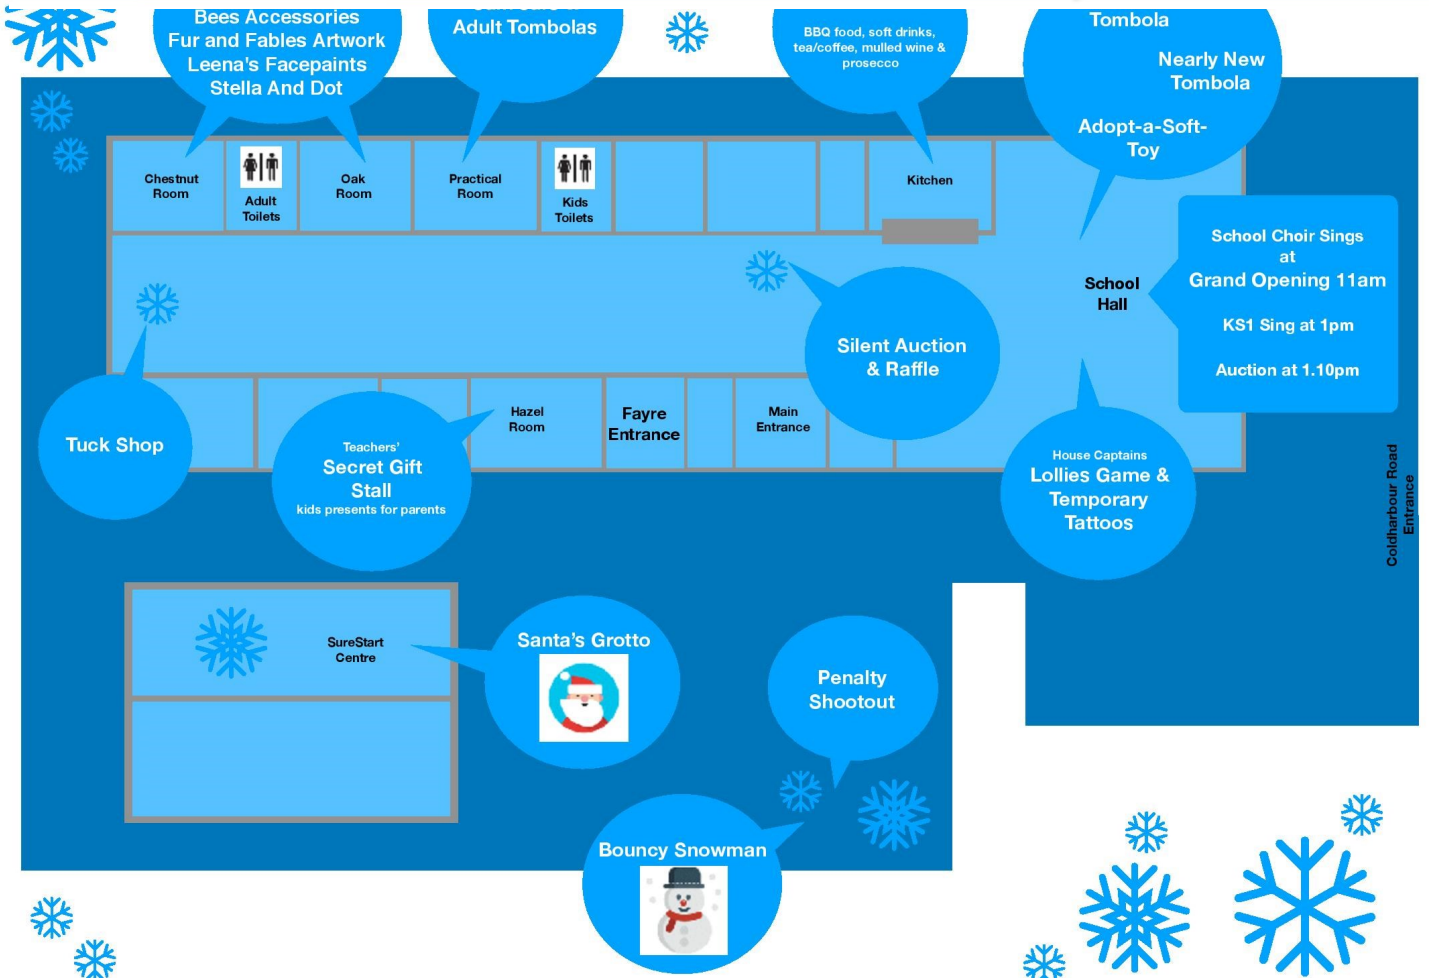 Bees Accessories
Fur and Fables Artwork
Leena's Facepaints
Stella And Dot
Adult Tombolas
BBQ food, soft drinks,
tea/coffee, mulled wine &
prosecco
Tombola
Nearly New
Tombola
Adopt-a-Soft-
Toy
Chestnut
Room
Adult
Toilets
Oak
Room
Practical
Room
Kids
Toilets
Kitchen
School Choir Sings
at
Grand Opening 11am
KS1 Sing at 1pm
Auction at 1.10pm
School
Hall
Silent Auction
& Raffle
Tuck Shop
Teachers'
Secret Gift
Stall
kids presents for parents
Hazel
Room
Fayre
Entrance
Main
Entrance
House Captains
Lollies Game &
Temporary
Tattoos
Coldharbour Road
Entrance
SureStart
Centre
Santa's Grotto
Penalty
Shootout
Bouncy Snowman